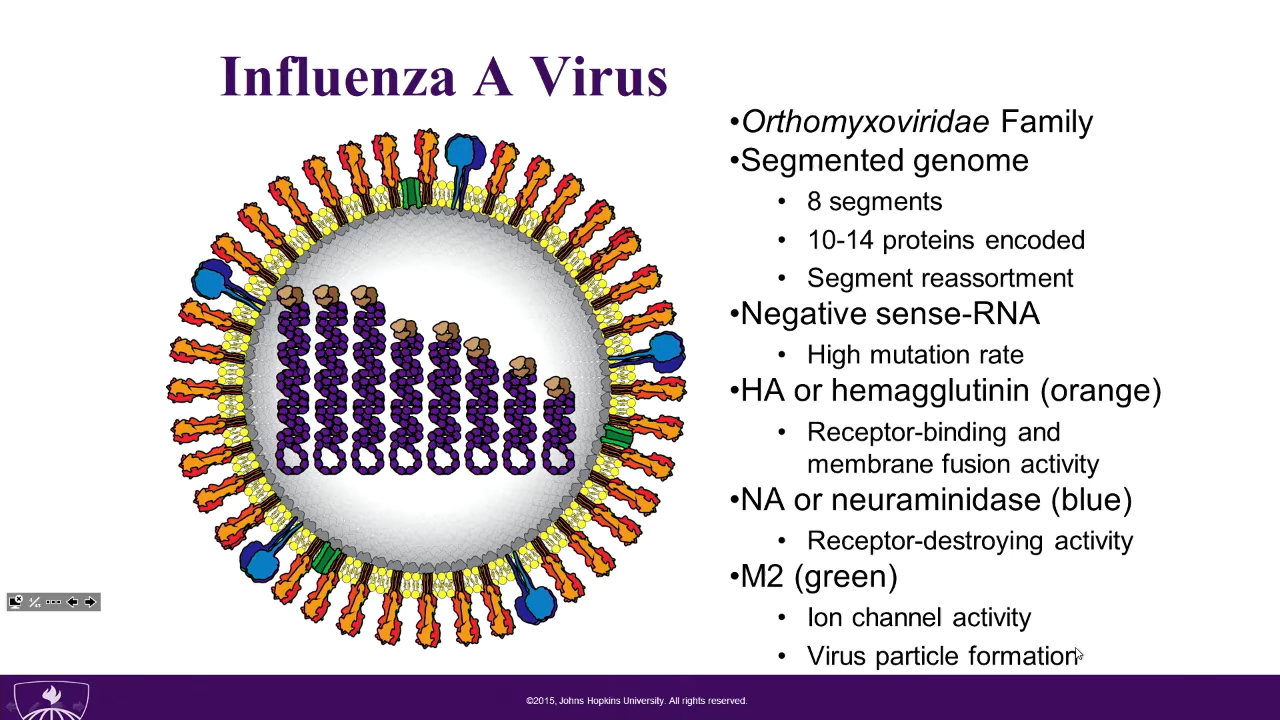 Influenza A Virus
•Orthomyxoviridae Family
•Segmented genome
• 8 segments
• 10-14 proteins encoded
• Segment reassortment
•Negative sense-RNA
• High mutation rate
•HA or hemagglutinin (orange)
• Receptor-binding and
membrane fusion activity
•NA or neuraminidase (blue)
• Receptor-destroying activity
•M2 (green)
• Ion channel activity
• Virus particle formation
©2015, Johns Hopkins University. All rights reserved.